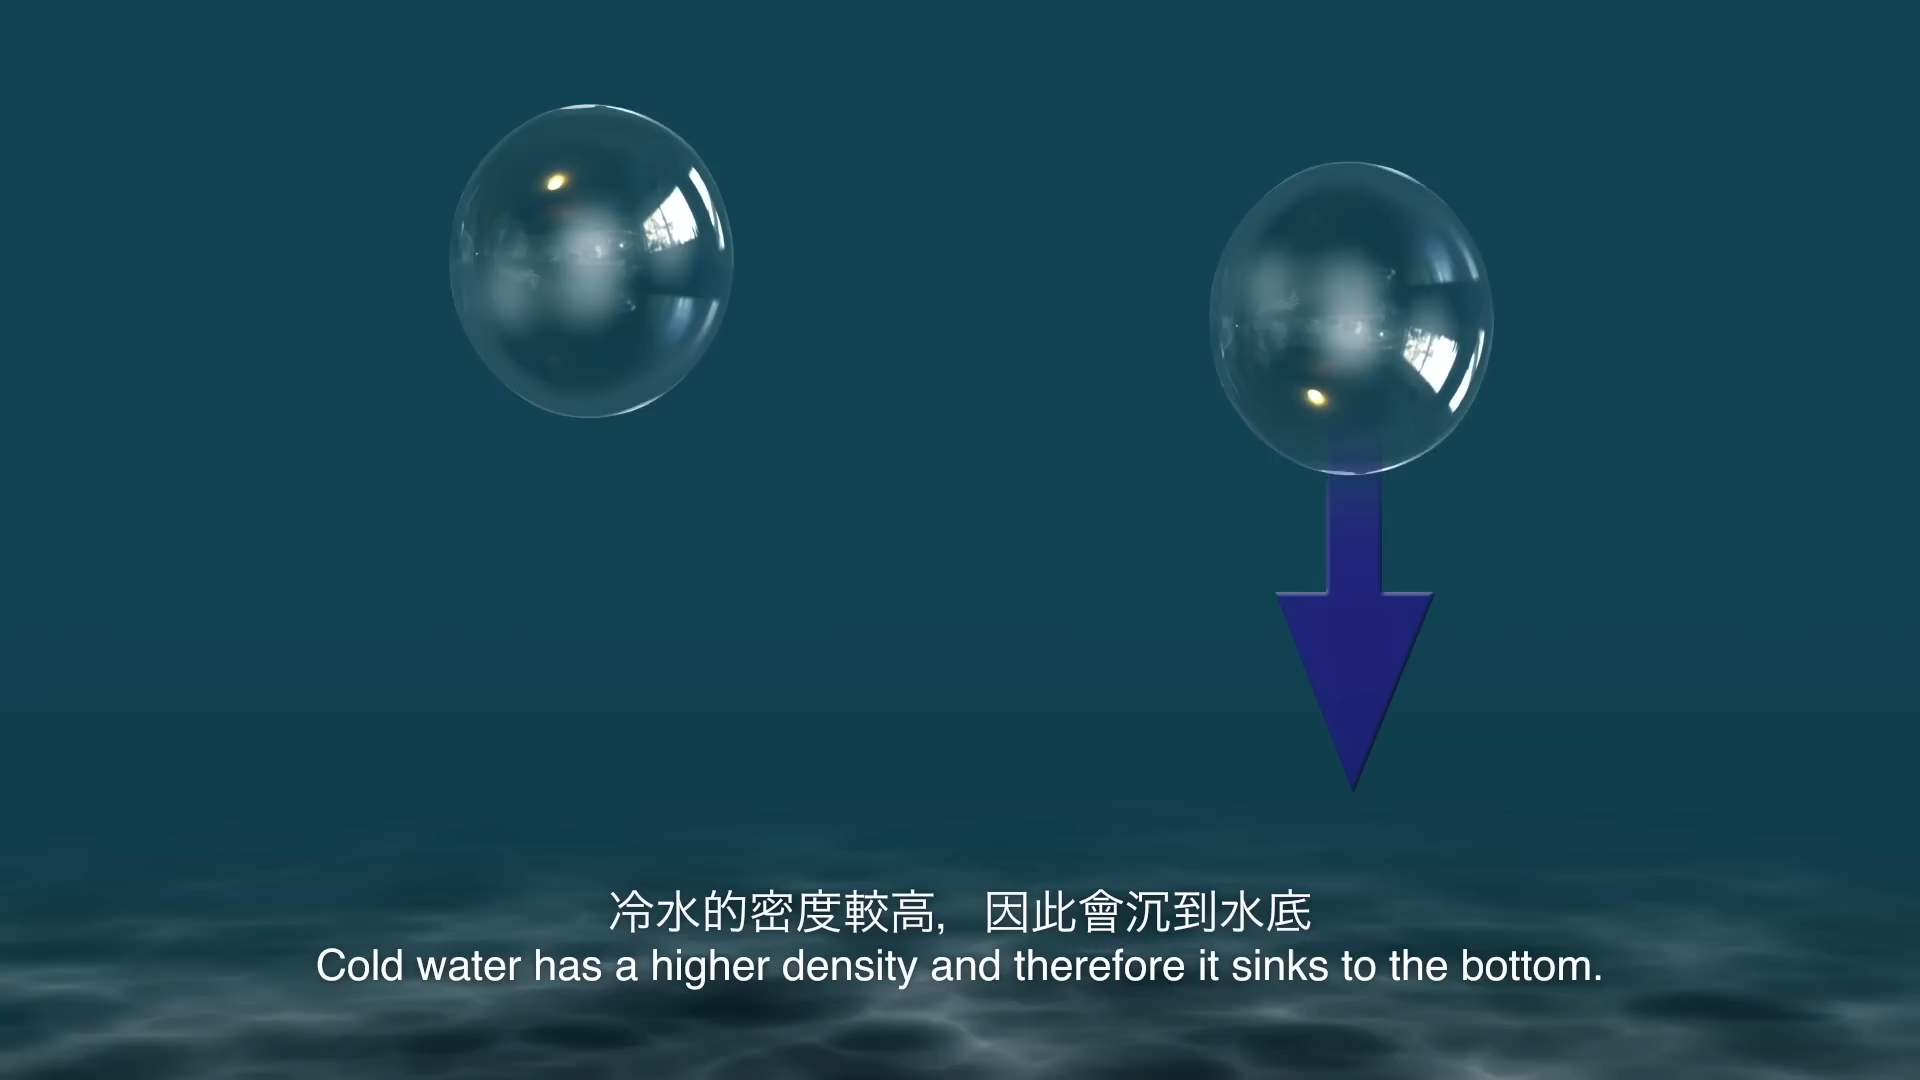 冷水的密度較高，因此會沉到水底
Cold water has a higher density and therefore it sinks to the bottom.